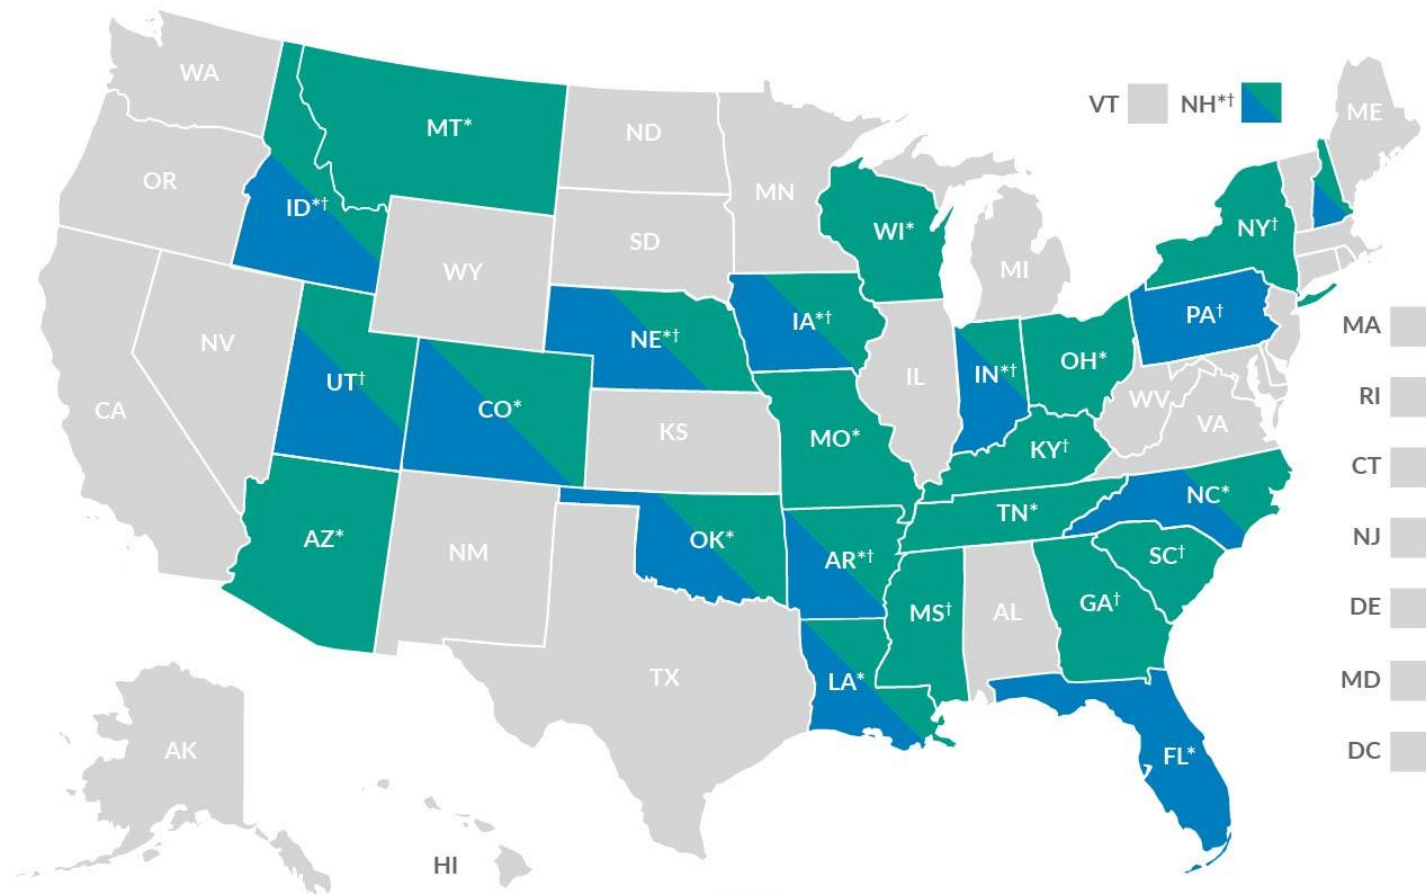 WA
MT*
ND
VT
NH*†
ME
OR
ID*†
MN
WI*
NY†
SD
WY
MI
NV
NE*†
IA*†
PA†
MA
UT†
CO*
IL
IN*†
OH*
RI
CA
KS
MO*
WV
VA
KY†
CT
AZ*
NM
OK*
AR*†
TN*
NC*
NJ
SC†
MS†
AL
GA†
DE
TX
LA*
MD
AK
FL*
DC
HI